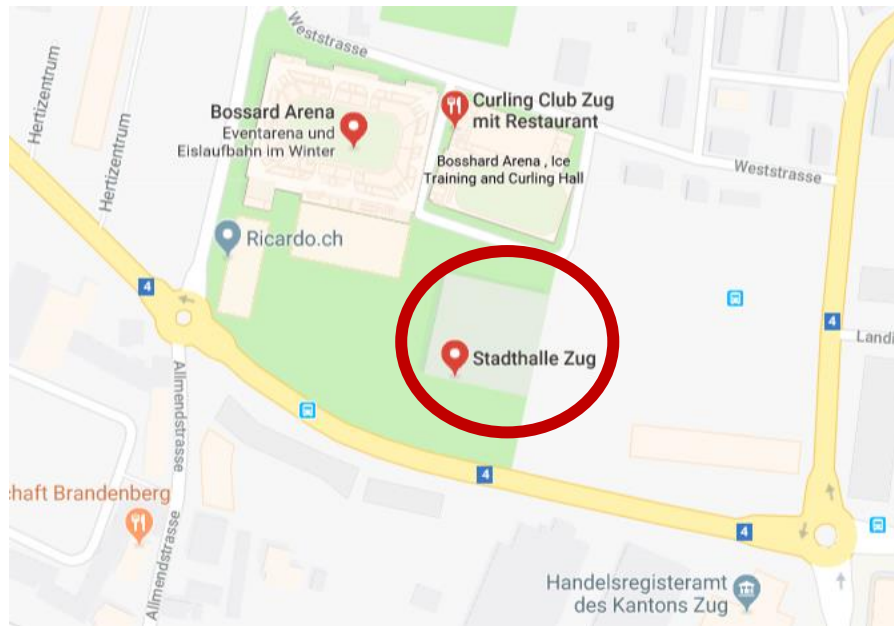 Weststrasse
Hertizentrum
Hertizentrum
Bossard Arena
Eventarena und
Eislaufbahn im Winter
Curling Club Zug
mit Restaurant
Bosshard Arena , Ice
Training and Curling Hall
Weststrasse
Ricardo.ch
4
4
Landi
Stadthalle Zug
Allmendstrasse
4
4
haft Brandenberg
Allmendstrasse
Handelsregisteramt
des Kantons Zug